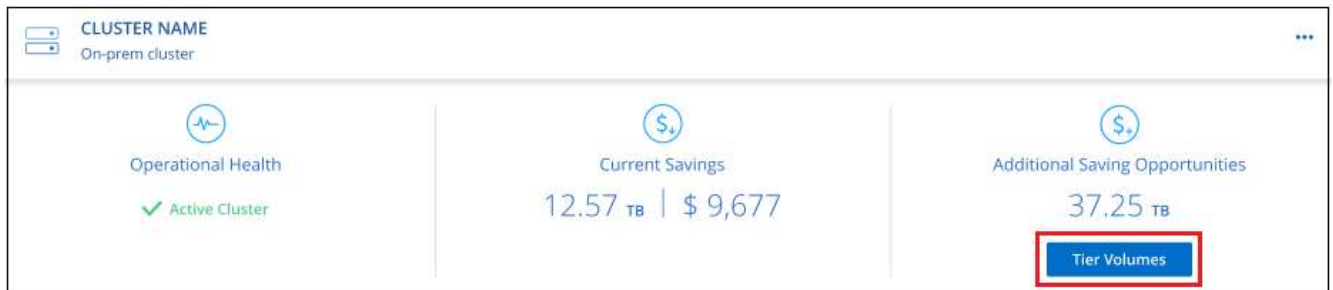 CLUSTER NAME
On-prem cluster
...
Operational Health
Active Cluster
Current Savings
12.57 TB | $ 9,677
Additional Saving Opportunities
37.25 TB
Tier Volumes